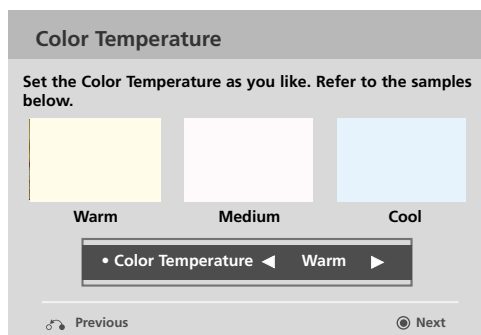 Color Temperature
Set the Color Temperature as you like. Refer to the samples
below.
Warm Medium Cool
• Color Temperature ◀ Warm ▶
Previous Next